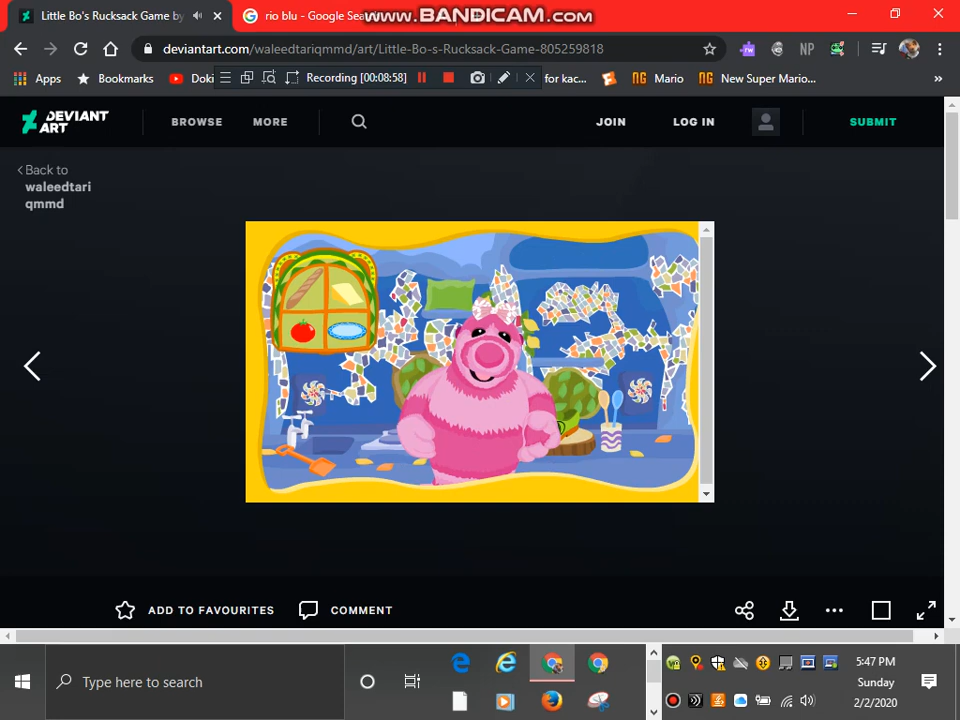 Little Bo's Rucksack Game by
rio blu - Google Sea
www.BANDICAM.com
deviantart.com/waleedtariqmmd/art/Little-Bo-s-Rucksack-Game-805259818
NP
Apps
Bookmarks
Doki
Recording [00:08:58]
for kac...
NG Mario
NG New Super Mario...
»
DEVIANT
ART
BROWSE
MORE
JOIN
LOG IN
SUBMIT
Back to
waleedtari
qmmd
ADD TO FAVOURITES
COMMENT
Type here to search
5:47 PM
Sunday
2/2/2020